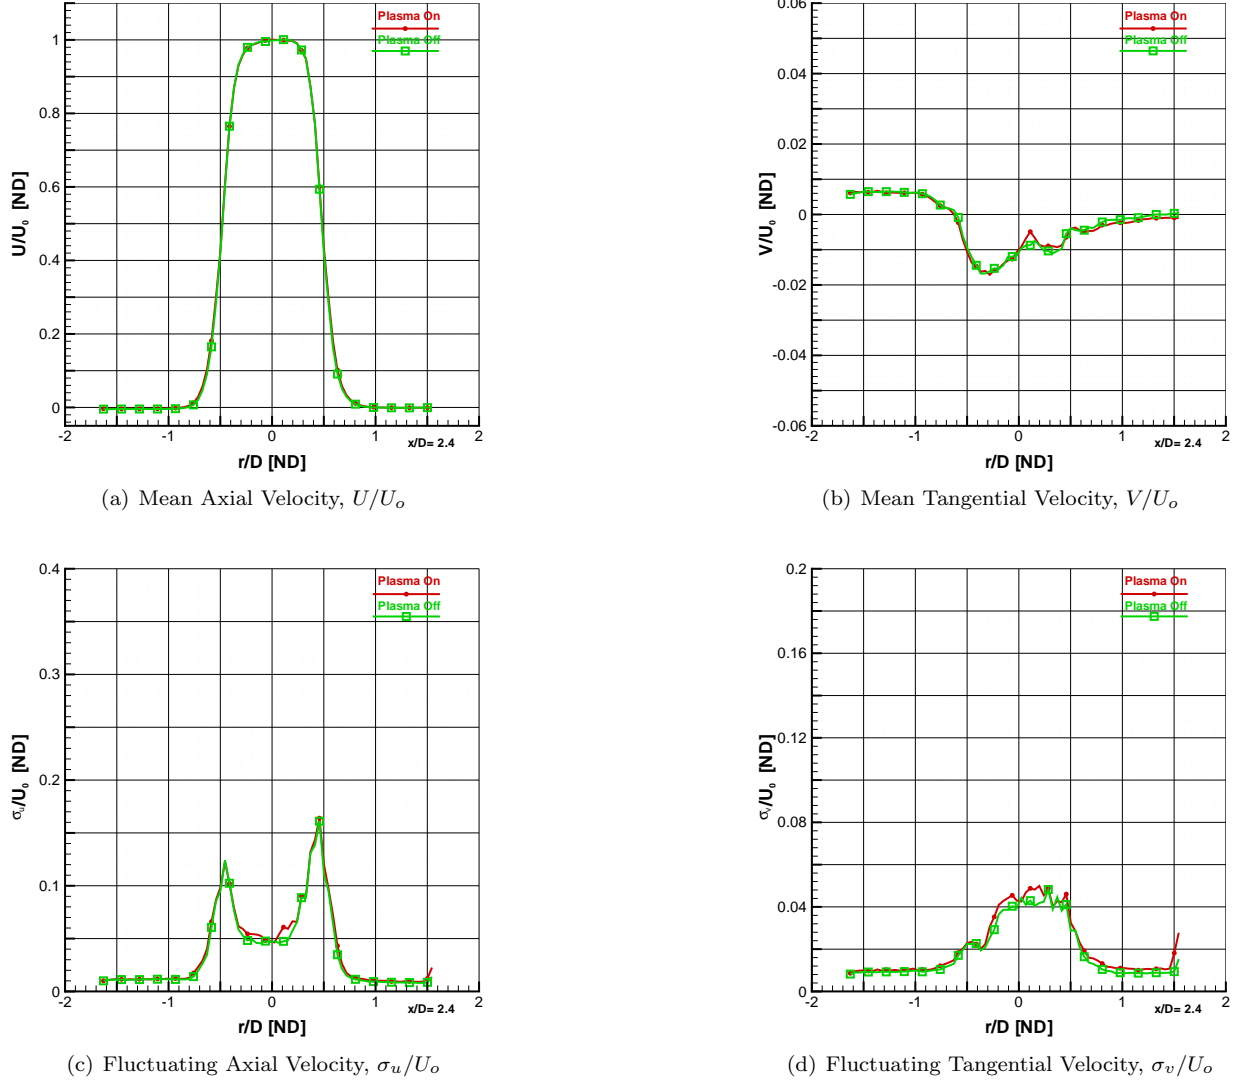 Plasma On
Plasma Off
1
0.8
0.6
0.4
0.2
0
U/U0 [ND]
-2 -1 0 1 2
x/D= 2.4
r/D [ND]
(a) Mean Axial Velocity, U/Uo
Plasma On
Plasma Off
0.06
0.04
0.02
0
-0.02
-0.04
-0.06
V/U0 [ND]
-2 -1 0 1 2
x/D= 2.4
r/D [ND]
(b) Mean Tangential Velocity, V/Uo
Plasma On
Plasma Off
0.4
0.3
0.2
0.1
0
σu/U0 [ND]
-2 -1 0 1 2
x/D= 2.4
r/D [ND]
(c) Fluctuating Axial Velocity, σu/Uo
Plasma On
Plasma Off
0.2
0.16
0.12
0.08
0.04
0
σv/U0 [ND]
-2 -1 0 1 2
x/D= 2.4
r/D [ND]
(d) Fluctuating Tangential Velocity, σv/Uo